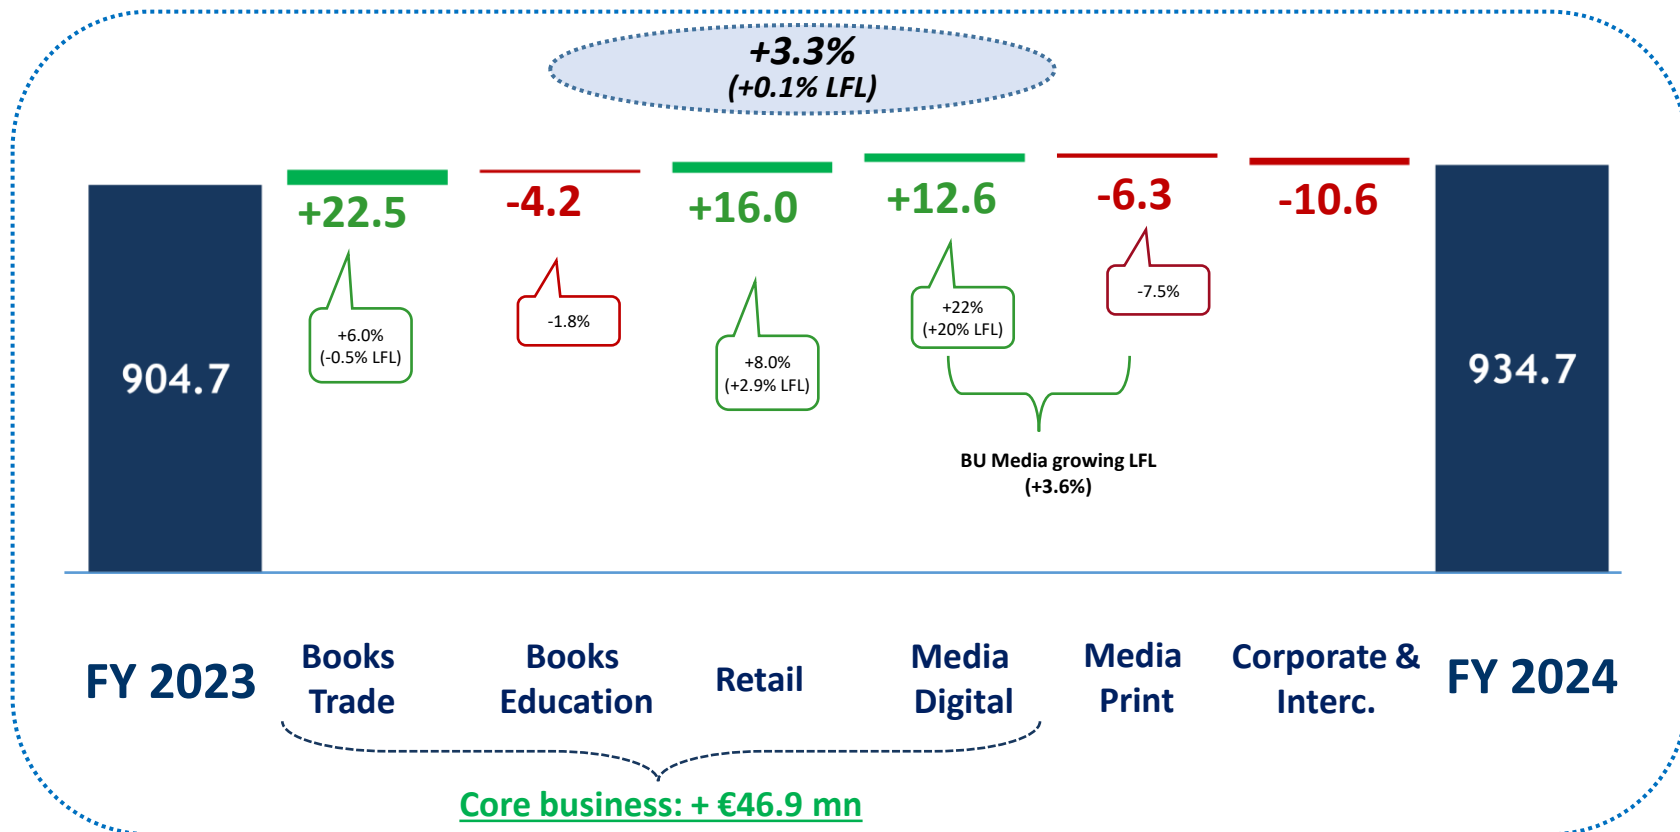 +3.3%
(+0.1% LFL)
+22.5
-4.2
+16.0
+12.6
-6.3
-10.6
+6.0%
(-0.5% LFL)
-1.8%
+8.0%
(+2.9% LFL)
+22%
(+20% LFL)
-7.5%
904.7
934.7
BU Media growing LFL
(+3.6%)
FY 2023
Books
Trade
Books
Education
Retail
Media
Digital
Media
Print
Corporate &
Interc.
FY 2024
Core business: + €46.9 mn